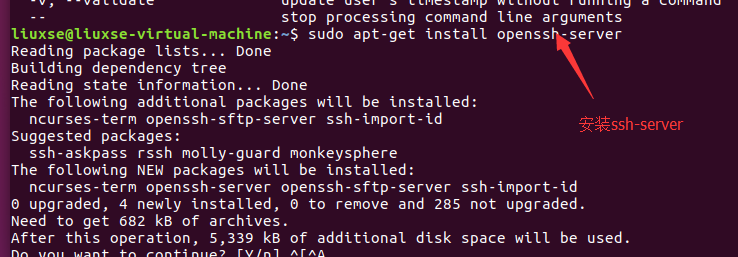 -v, --validate              update user's timestamp without running a command
--                          stop processing command line arguments
liuxse@liuxse-virtual-machine:~$ sudo apt-get install openssh-server
Reading package lists... Done
Building dependency tree
Reading state information... Done
The following additional packages will be installed:
  ncurses-term openssh-sftp-server ssh-import-id
安装ssh-server
Suggested packages:
  ssh-askpass rssh molly-guard monkeysphere
The following NEW packages will be installed:
  ncurses-term openssh-server openssh-sftp-server ssh-import-id
0 upgraded, 4 newly installed, 0 to remove and 285 not upgraded.
Need to get 682 kB of archives.
After this operation, 5,339 kB of additional disk space will be used.
Do you want to continue? [Y/n] ^[^A